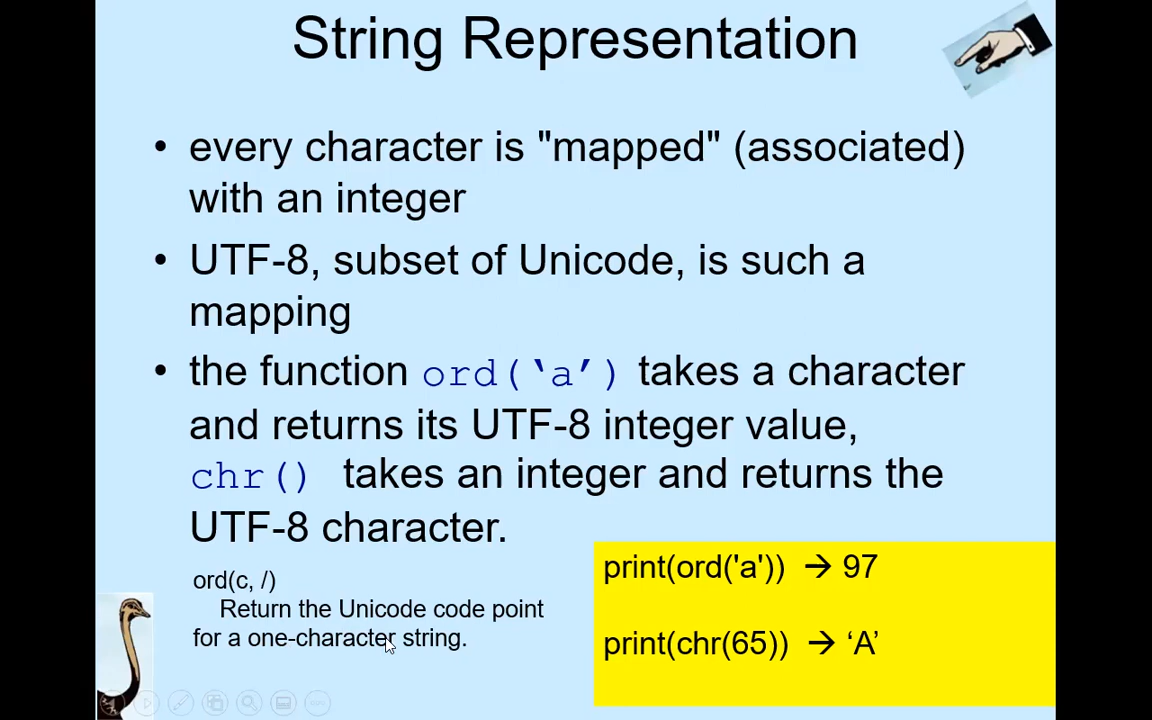 String Representation
• every character is "mapped" (associated)
with an integer
• UTF-8, subset of Unicode, is such a
mapping
• the function ord(‘a’) takes a character
and returns its UTF-8 integer value,
chr() takes an integer and returns the
UTF-8 character.
ord(c, /)
Return the Unicode code point
for a one-character string.
print(ord('a')) → 97
print(chr(65)) → ‘A’